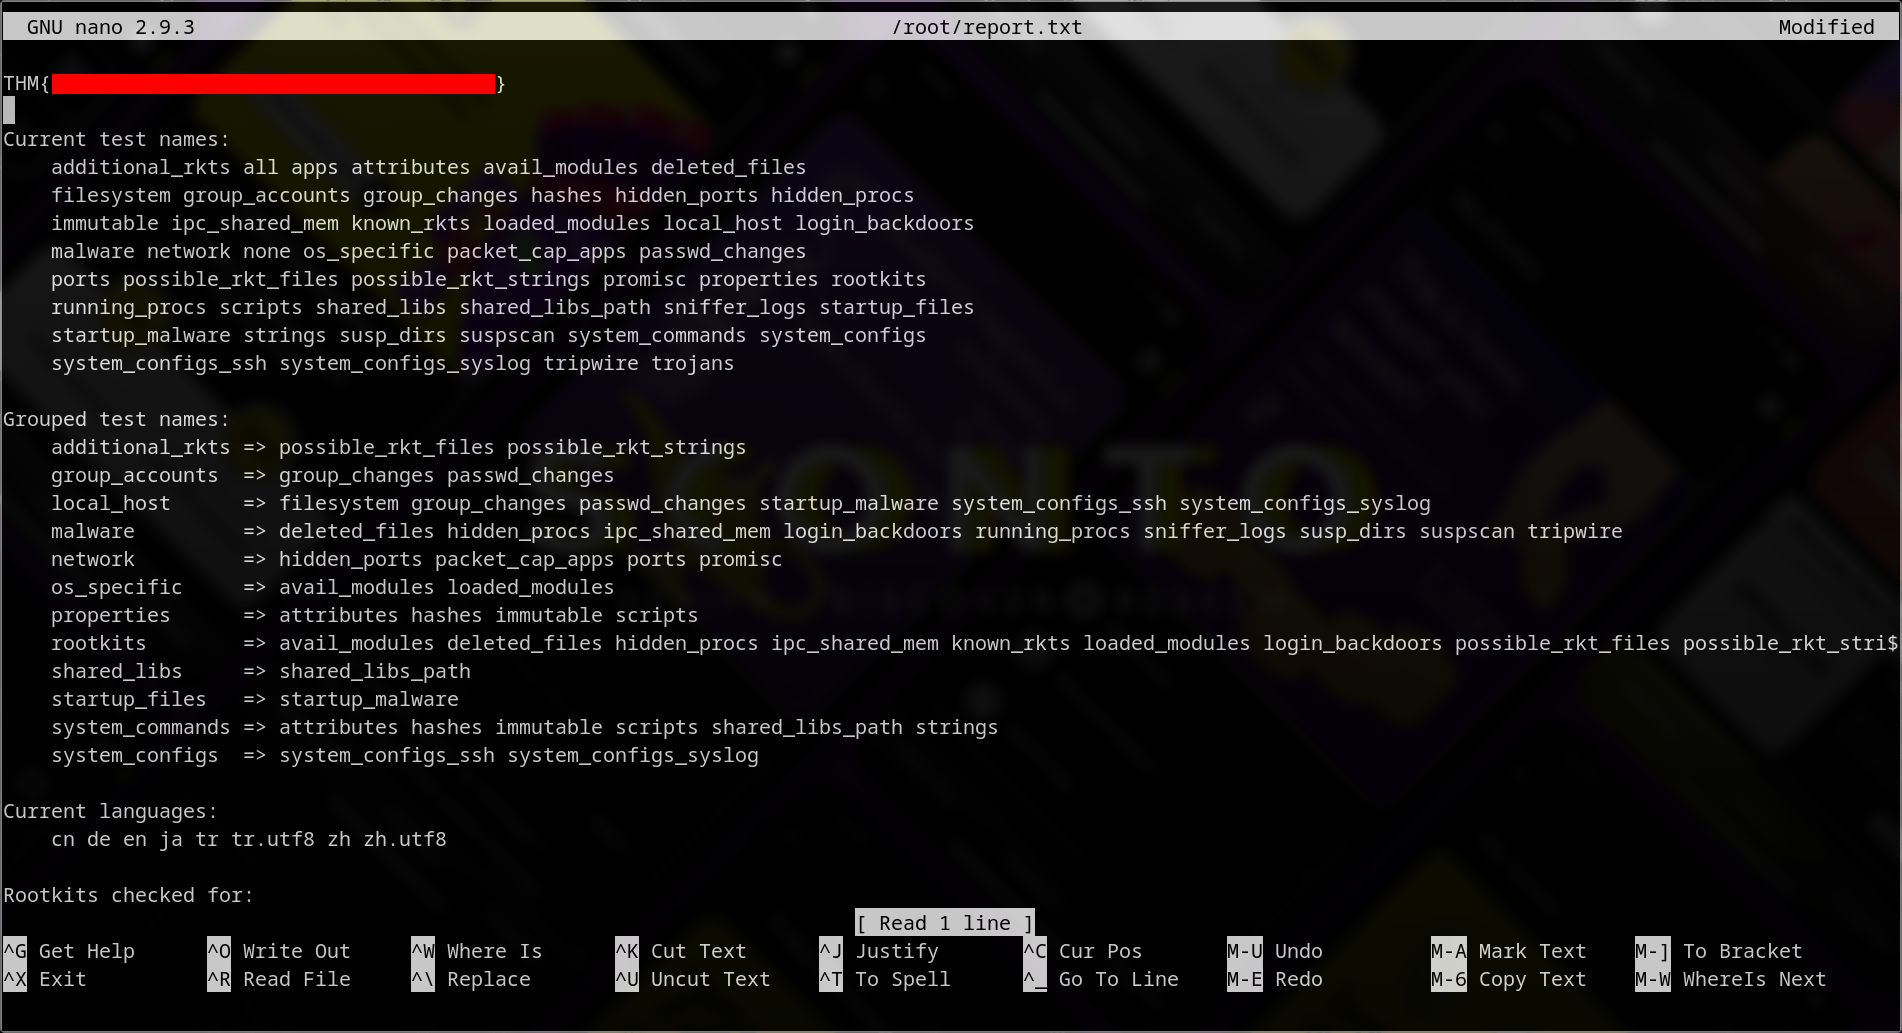 GNU nano 2.9.3 /root/report.txt Modified
THM{ }
Current test names:
additional_rkts all apps attributes avail_modules deleted_files
filesystem group_accounts group_changes hashes hidden_ports hidden_procs
immutable ipc_shared_mem known_rkts loaded_modules local_host login_backdoors
malware network none os_specific packet_cap_apps passwd_changes
ports possible_rkt_files possible_rkt_strings promisc properties rootkits
running_procs scripts shared_libs shared_libs_path sniffer_logs startup_files
startup_malware strings susp_dirs suspscan system_commands system_configs
system_configs_ssh system_configs_syslog tripwire trojans
Grouped test names:
additional_rkts => possible_rkt_files possible_rkt_strings
group_accounts => group_changes passwd_changes
local_host => filesystem group_changes passwd_changes startup_malware system_configs_ssh system_configs_syslog
malware => deleted_files hidden_procs ipc_shared_mem login_backdoors running_procs sniffer_logs susp_dirs suspscan tripwire
network => hidden_ports packet_cap_apps ports promisc
os_specific => avail_modules loaded_modules
properties => attributes hashes immutable scripts
rootkits => avail_modules deleted_files hidden_procs ipc_shared_mem known_rkts loaded_modules login_backdoors possible_rkt_files possible_rkt_stri$
shared_libs => shared_libs_path
startup_files => startup_malware
system_commands => attributes hashes immutable scripts shared_libs_path strings
system_configs => system_configs_ssh system_configs_syslog
Current languages:
cn de en ja tr tr.utf8 zh zh.utf8
Rootkits checked for:
[ Read 1 line ]
^G Get Help ^O Write Out ^W Where Is ^K Cut Text ^J Justify ^C Cur Pos M-U Undo M-A Mark Text M-] To Bracket
^X Exit ^R Read File ^\ Replace ^U Uncut Text ^T To Spell ^_ Go To Line M-E Redo M-6 Copy Text M-W WhereIs Next